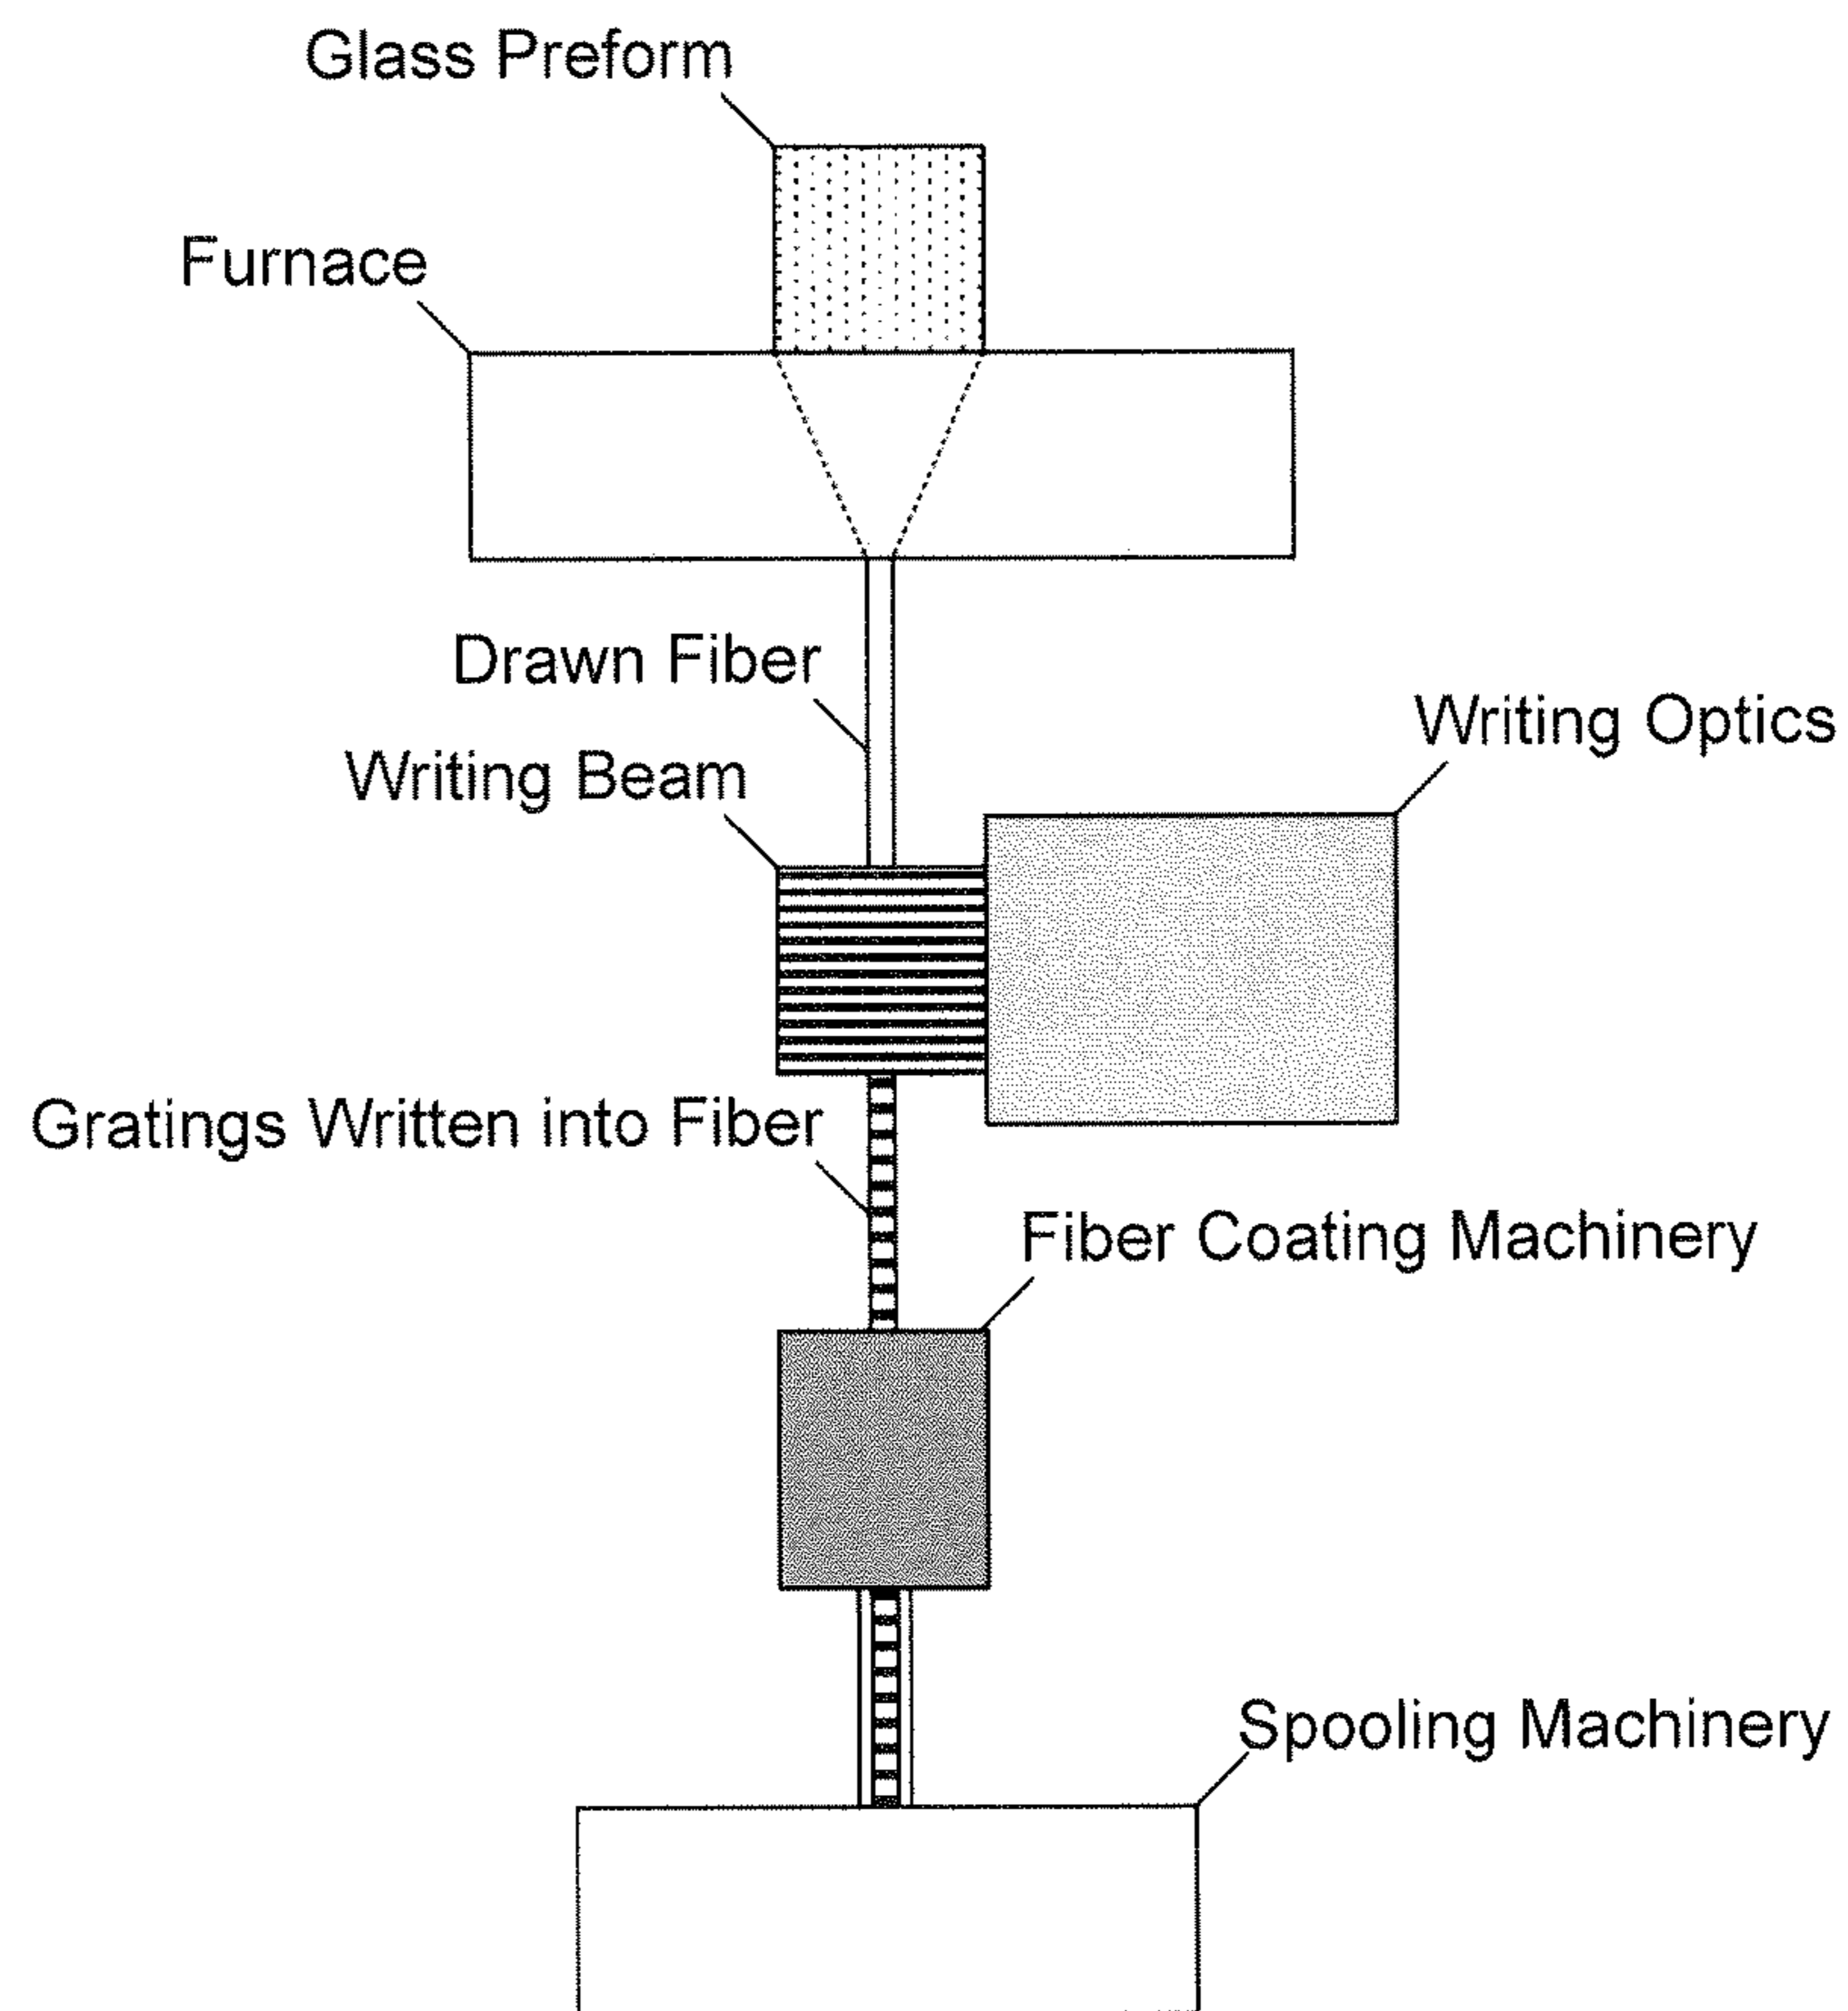 Glass Preform
Furnace
Drawn Fiber
Writing Optics
Writing Beam
Gratings Written into Fiber
Fiber Coating Machinery
Spooling Machinery